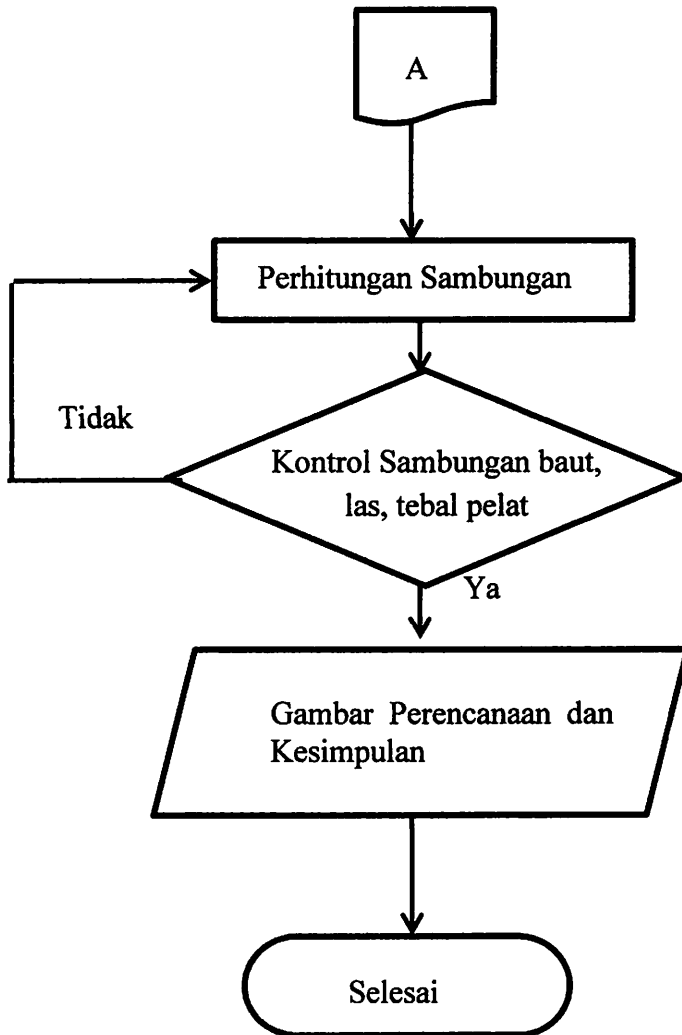 A
Perhitungan Sambungan
Tidak
Kontrol Sambungan baut,
las, tebal pelat
Ya
Gambar Perencanaan dan
Kesimpulan
Selesai